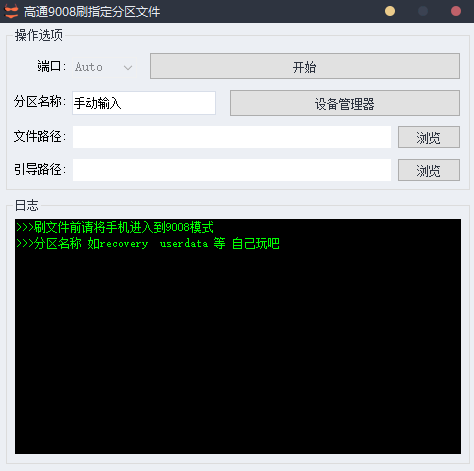 高通9008刷指定分区文件
操作选项
端口: Auto 开始
分区名称: 手动输入 设备管理器
文件路径: 浏览
引导路径: 浏览
日志
>>>刷文件前请将手机进入到9008模式
>>>分区名称 如recovery userdata 等 自己玩吧